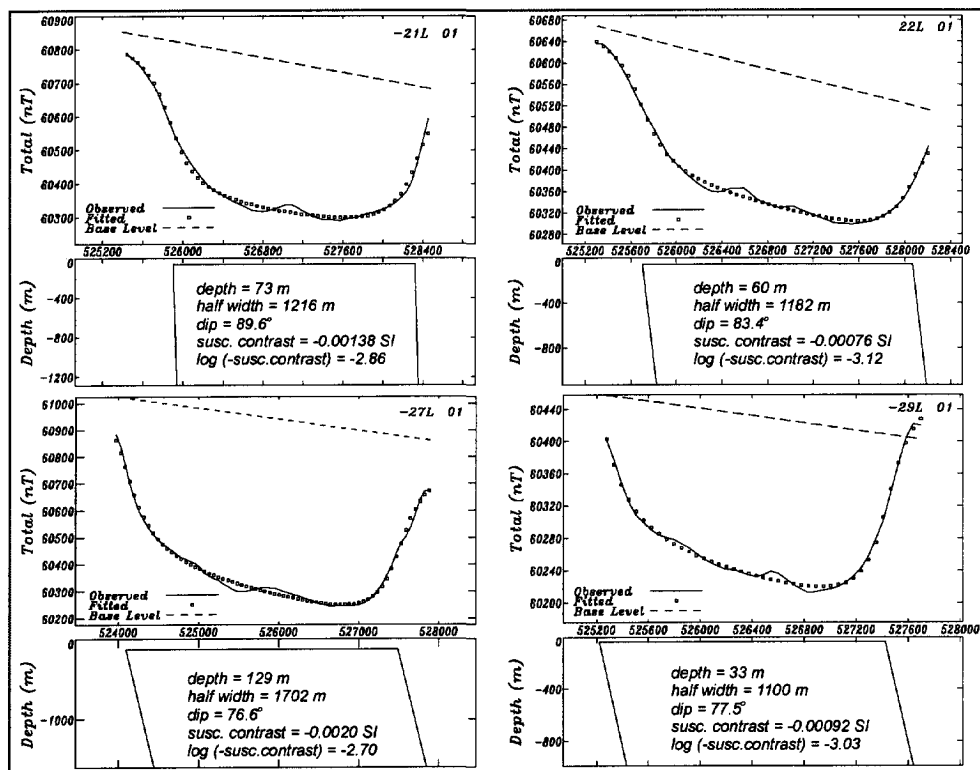 -21L 01
Total (nT)
60900
60800
60700
60600
60500
60400
60300
Observed
Fitted
Base Level
525200 526000 526800 527600 528400
Depth (m)
0
-400
-800
-1200
depth = 73 m
half width = 1216 m
dip = 89.6°
susc. contrast = -0.00138 SI
log (-susc.contrast) = -2.86
22L 01
Total (nT)
60680
60640
60600
60560
60520
60480
60440
60400
60360
60320
60280
Observed
Fitted
Base Level
525200 525600 526000 526400 526800 527200 527600 528000 528400
Depth (m)
0
-400
-800
depth = 60 m
half width = 1182 m
dip = 83.4°
susc. contrast = -0.00076 SI
log (-susc.contrast) = -3.12
-27L 01
Total (nT)
61000
60900
60800
60700
60600
60500
60400
60300
60200
Observed
Fitted
Base Level
524000 525000 526000 527000 528000
Depth (m)
0
-1000
depth = 129 m
half width = 1702 m
dip = 76.6°
susc. contrast = -0.0020 SI
log (-susc.contrast) = -2.70
-29L 01
Total (nT)
60440
60400
60360
60320
60280
60240
60200
Observed
Fitted
Base Level
525200 525600 526000 526400 526800 527200 527600 528000
Depth (m)
0
-400
-800
depth = 33 m
half width = 1100 m
dip = 77.5°
susc. contrast = -0.00092 SI
log (-susc.contrast) = -3.03